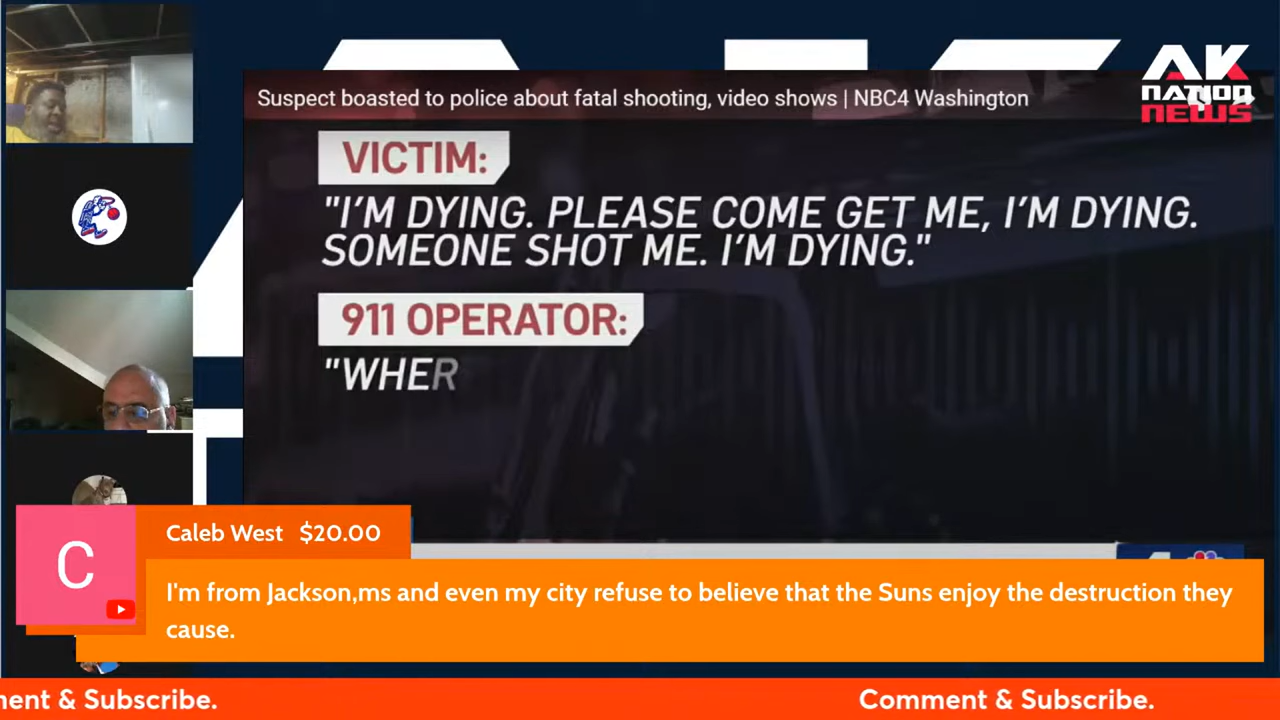 Suspect boasted to police about fatal shooting, video shows | NBC4 Washington
AK
NATION
NEWS
VICTIM:
"I'M DYING. PLEASE COME GET ME, I'M DYING.
SOMEONE SHOT ME. I'M DYING."
911 OPERATOR:
"WHER
C
Caleb West $20.00
I'm from Jackson,ms and even my city refuse to believe that the Suns enjoy the destruction they
cause.
ment & Subscribe.
Comment & Subscribe.